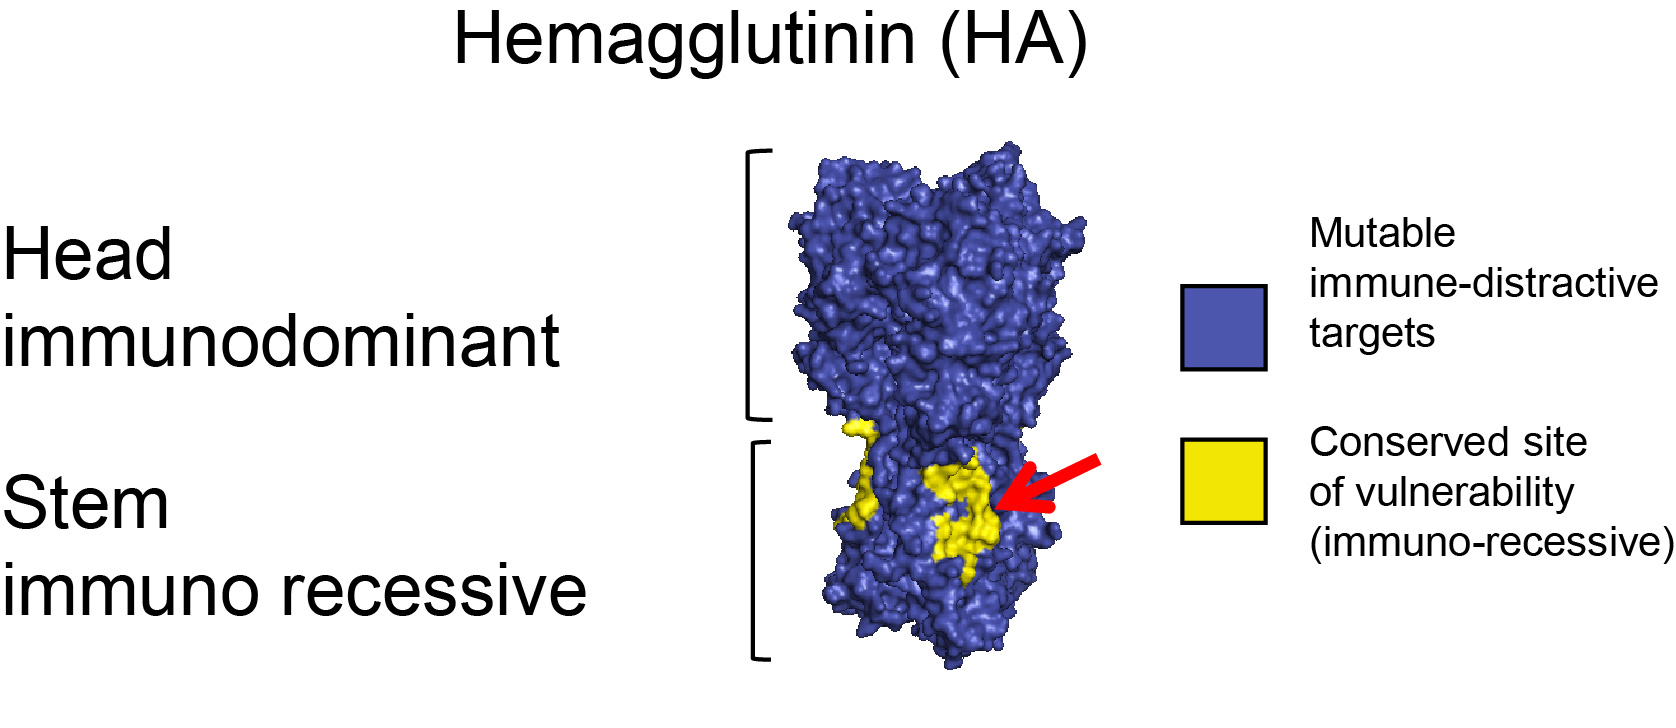 Hemagglutinin (HA)
Head
immunodominant
Stem
immuno recessive
Mutable
immune-distractive
targets
Conserved site
of vulnerability
(immuno-recessive)